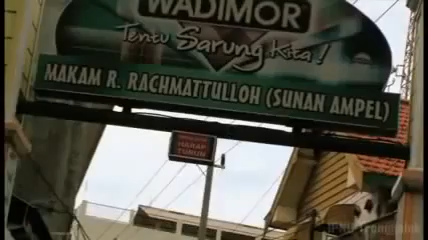 WADIMOR
Tentu Sarung Kita!
MAKAM R. RACHMATTULLOH (SUNAN AMPEL)
HARAP
TURUN